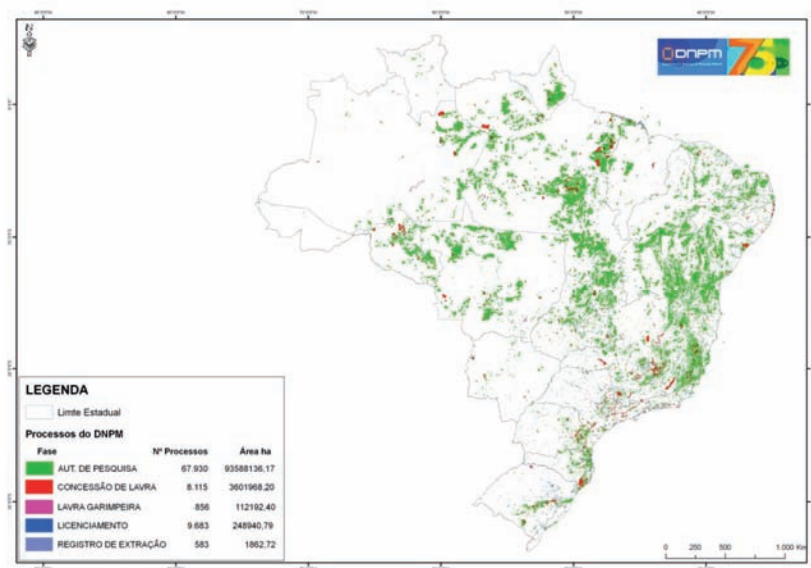 DNPM 75
LEGENDA
Limte Estadual
Processos do DNPM
Fase Nº Processos Área ha
AUT. DE PESQUISA 67.930 93588136,17
CONCESSÃO DE LAVRA 8.115 3601968,20
LAVRA GARIMPEIRA 856 112192,40
LICENCIAMENTO 9.683 248940,79
REGISTRO DE EXTRAÇÃO 583 1862,72
0 250 500 1.000 Km